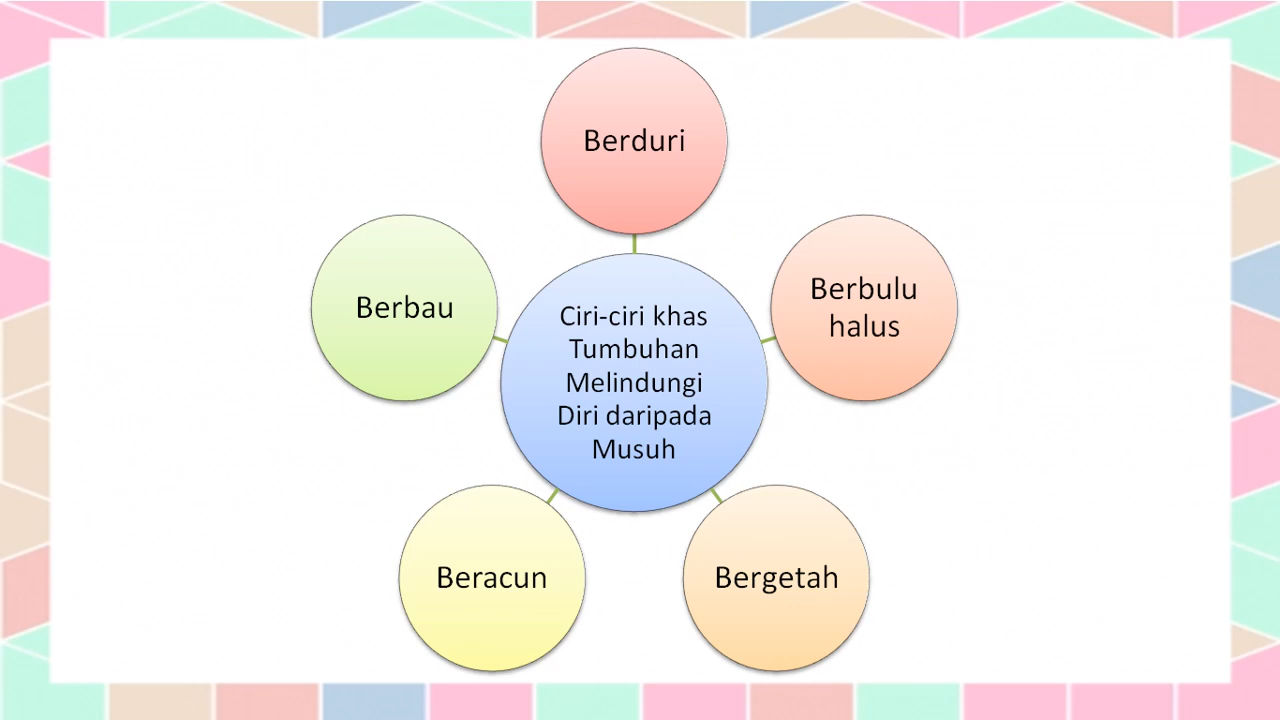 Berduri
Berbau
Berbulu
halus
Ciri-ciri khas
Tumbuhan
Melindungi
Diri daripada
Musuh
Beracun
Bergetah